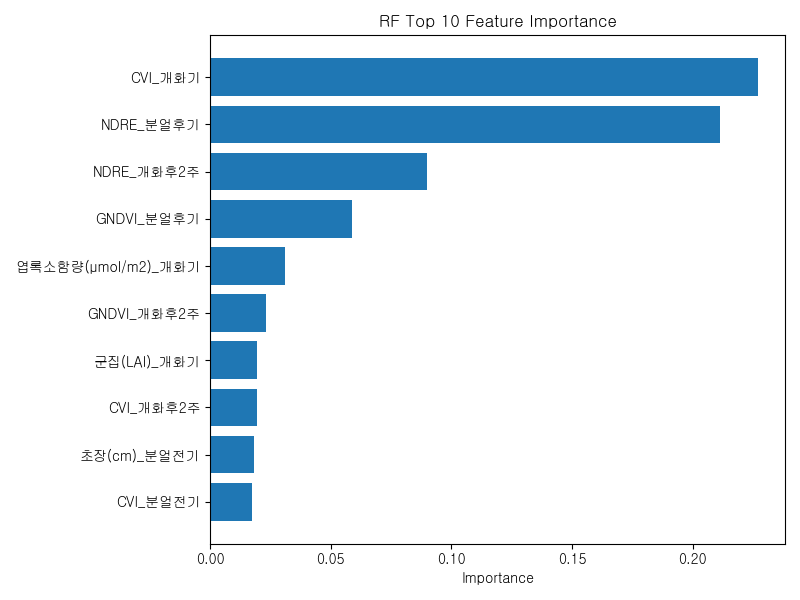 RF Top 10 Feature Importance
CVI_개화기
NDRE_분얼후기
NDRE_개화후2주
GNDVI_분얼후기
엽록소함량(μmol/m2)_개화기
GNDVI_개화후2주
군집(LAI)_개화기
CVI_개화후2주
초장(cm)_분얼전기
CVI_분얼전기
0.00 0.05 0.10 0.15 0.20
Importance